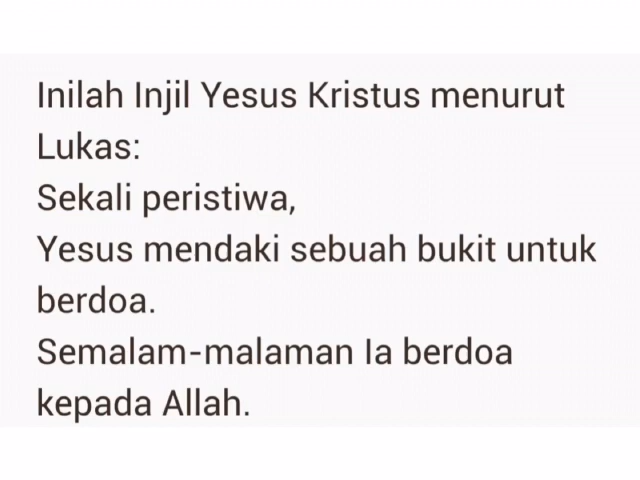 Inilah Injil Yesus Kristus menurut
Lukas:
Sekali peristiwa,
Yesus mendaki sebuah bukit untuk
berdoa.
Semalam-malaman Ia berdoa
kepada Allah.